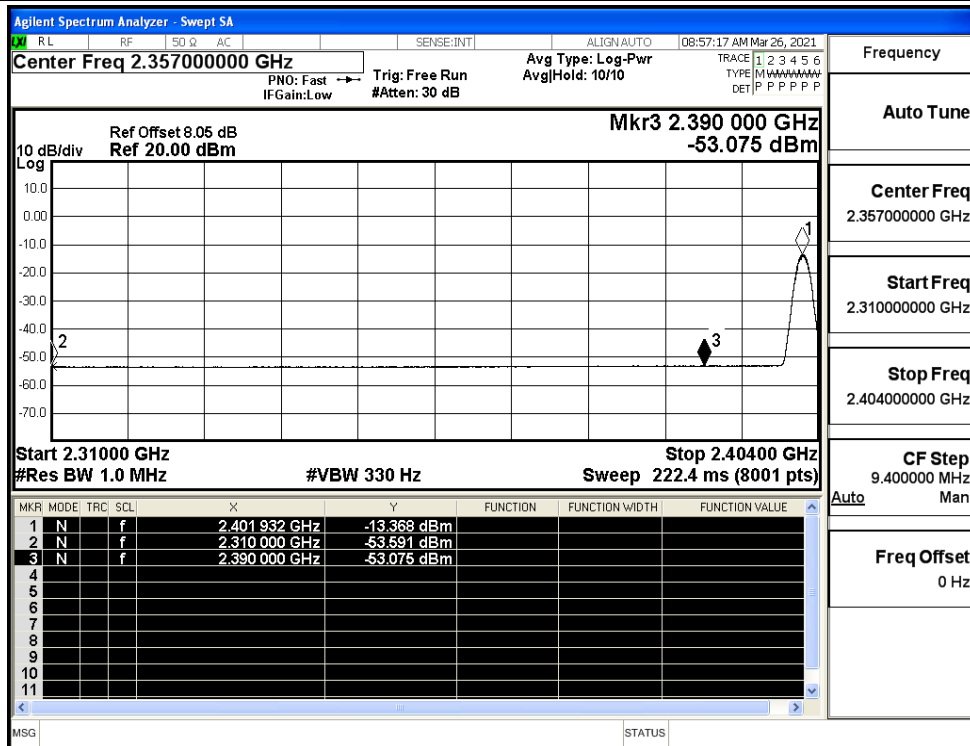 Agilent Spectrum Analyzer - Swept SA
LXI RL RF 50 Ω AC SENSE:INT ALIGN AUTO 08:57:17 AM Mar 26, 2021
Center Freq 2.357000000 GHz
PNO: Fast
IFGain:Low
Trig: Free Run
#Atten: 30 dB
Avg Type: Log-Pwr
Avg|Hold: 10/10
TRACE 1 2 3 4 5 6
TYPE M W W W W W
DET P P P P P P
Ref Offset 8.05 dB
10 dB/div Ref 20.00 dBm
Log
Mkr3 2.390 000 GHz
-53.075 dBm
10.0
0.00
-10.0
-20.0
-30.0
-40.0
-50.0
-60.0
-70.0
1
2
3
Start 2.31000 GHz Stop 2.40400 GHz
#Res BW 1.0 MHz #VBW 330 Hz Sweep 222.4 ms (8001 pts)
MKR MODE TRC SCL X Y FUNCTION FUNCTION WIDTH FUNCTION VALUE
1 N f 2.401 932 GHz -13.368 dBm
2 N f 2.310 000 GHz -53.591 dBm
3 N f 2.390 000 GHz -53.075 dBm
4
5
6
7
8
9
10
11
MSG STATUS
Frequency
Auto Tune
Center Freq
2.357000000 GHz
Start Freq
2.310000000 GHz
Stop Freq
2.404000000 GHz
CF Step
9.400000 MHz
Auto Man
Freq Offset
0 Hz